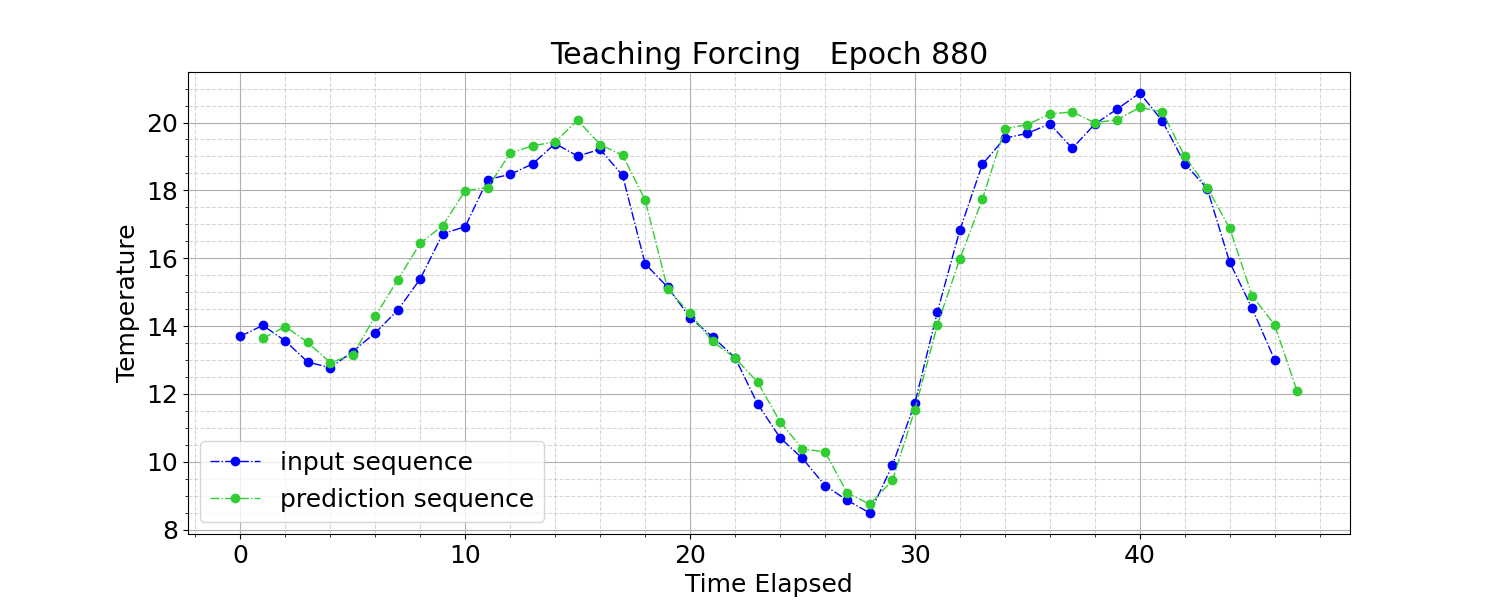 Teaching Forcing   Epoch 880
20
18
16
14
12
10
8
Temperature
input sequence
prediction sequence
0 10 20 30 40
Time Elapsed